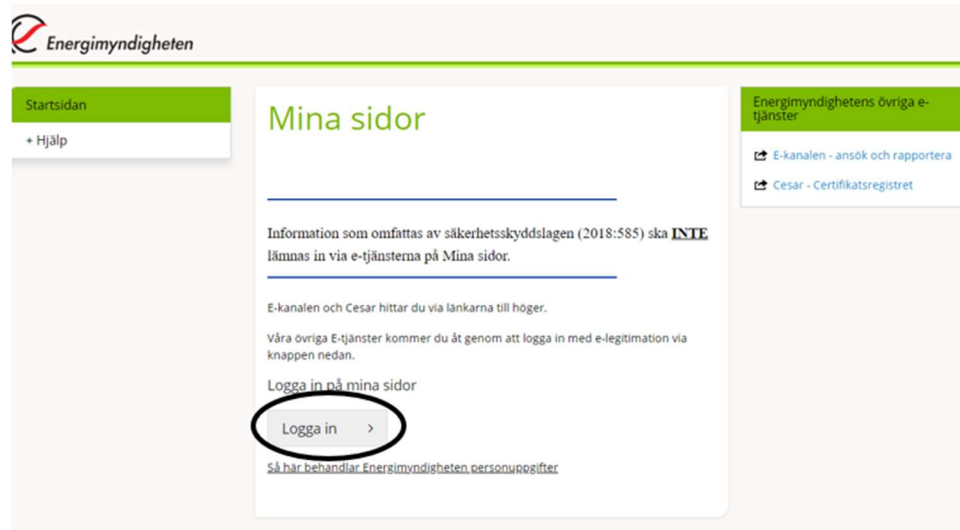 Energimyndigheten
Startsidan
+ Hjälp
Mina sidor
Information som omfattas av säkerhetsskyddslagen (2018:585) ska INTE
lämnas in via e-tjänsterna på Mina sidor.
E-kanalen och Cesar hittar du via länkarna till höger.
Våra övriga E-tjänster kommer du åt genom att logga in med e-legitimation via
knappen nedan.
Logga in på mina sidor
Logga in >
Så här behandlar Energimyndigheten personuppgifter
Energimyndighetens övriga e-
tjänster
E-kanalen - ansök och rapportera
Cesar - Certifikatsregistret